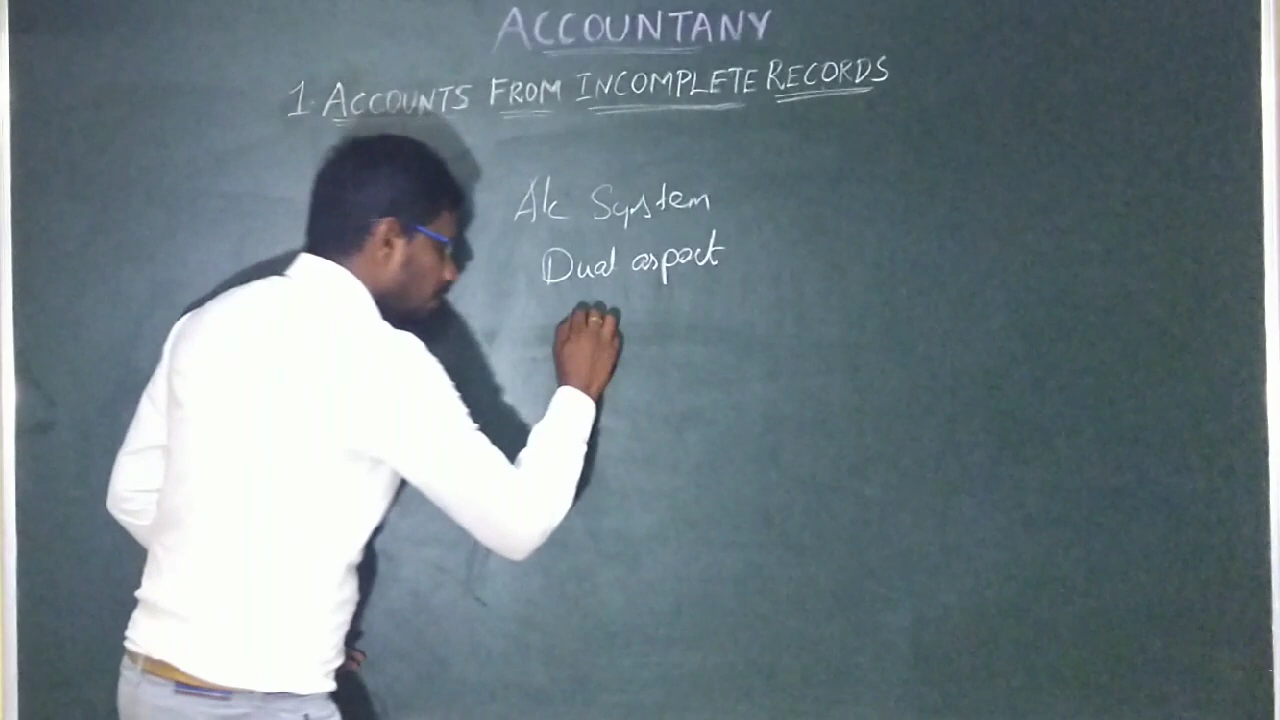 ACCOUNTANY
1. ACCOUNTS FROM INCOMPLETE RECORDS
A/c System
Dual aspect